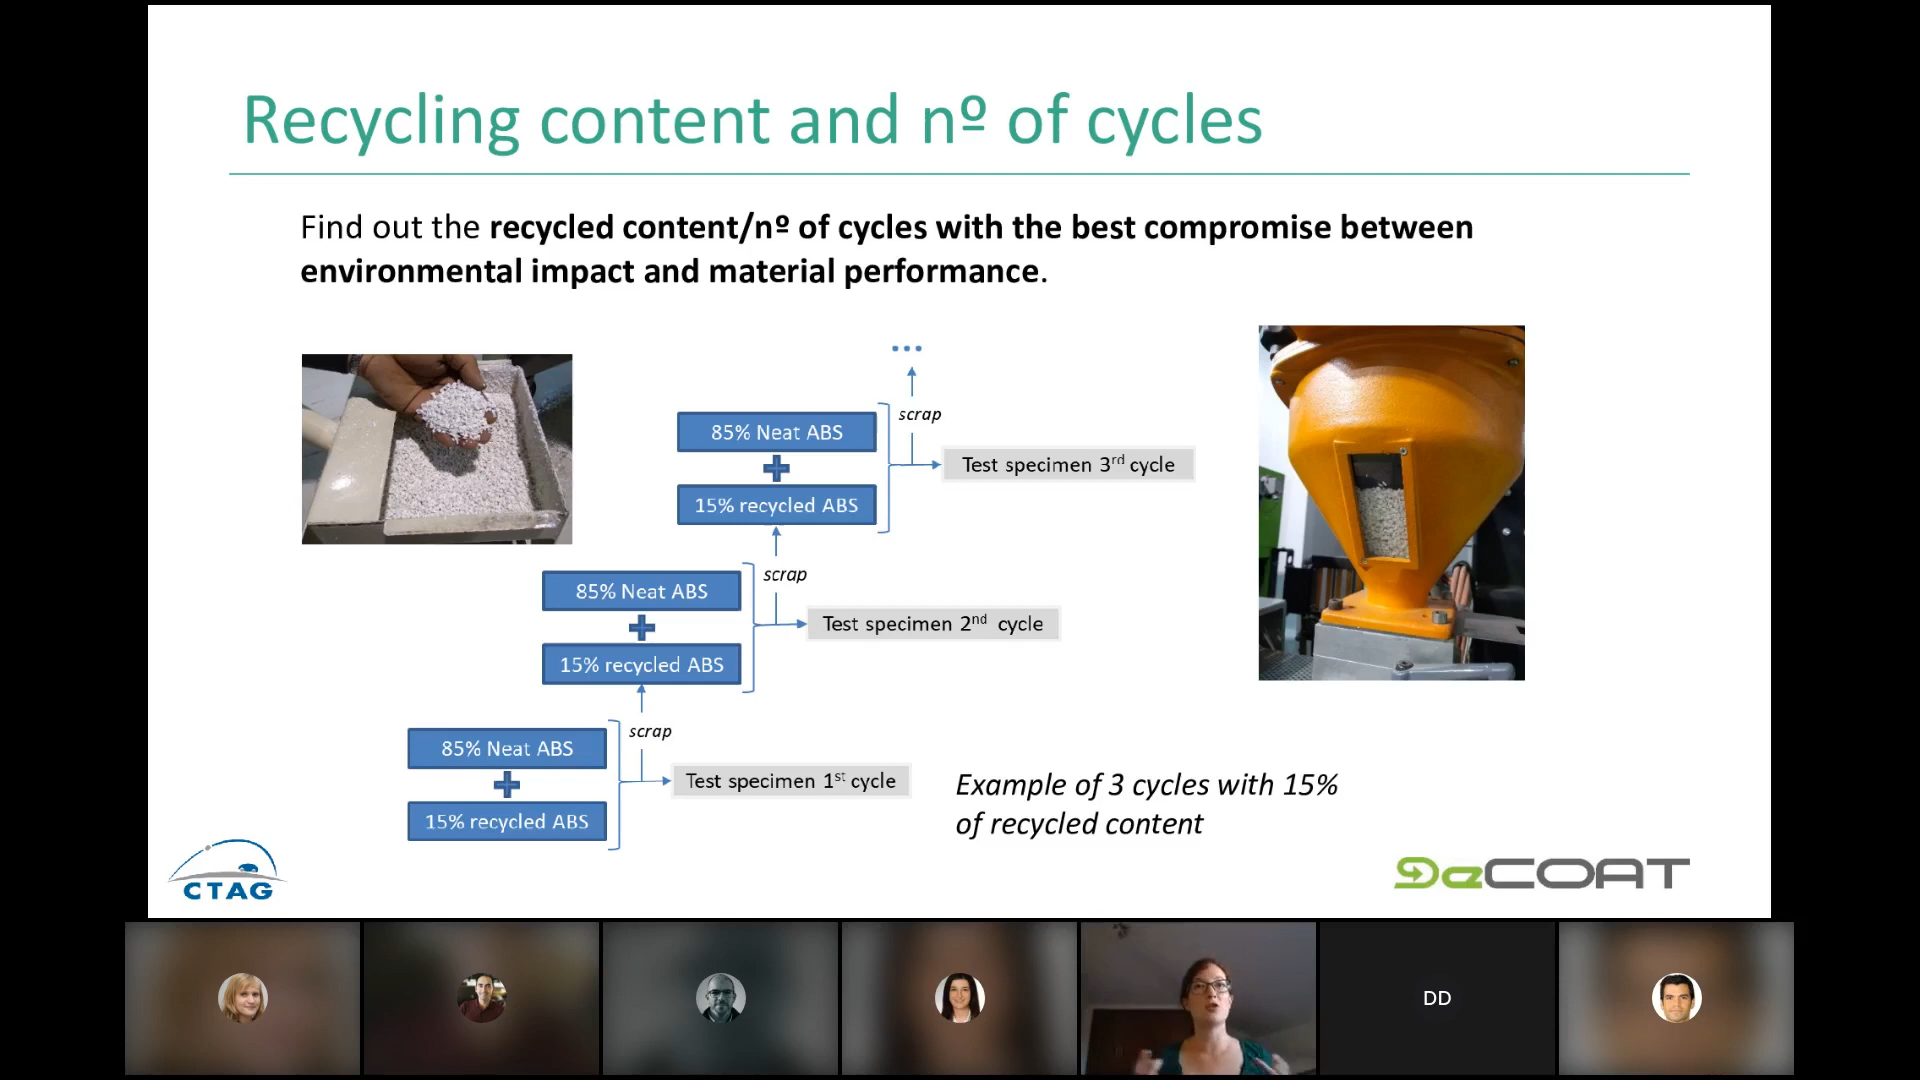 Recycling content and nº of cycles
Find out the recycled content/nº of cycles with the best compromise between
environmental impact and material performance.
...
scrap
85% Neat ABS
15% recycled ABS
Test specimen 3rd cycle
scrap
85% Neat ABS
15% recycled ABS
Test specimen 2nd cycle
scrap
85% Neat ABS
15% recycled ABS
Test specimen 1st cycle
Example of 3 cycles with 15%
of recycled content
CTAG
DeCOAT
DD